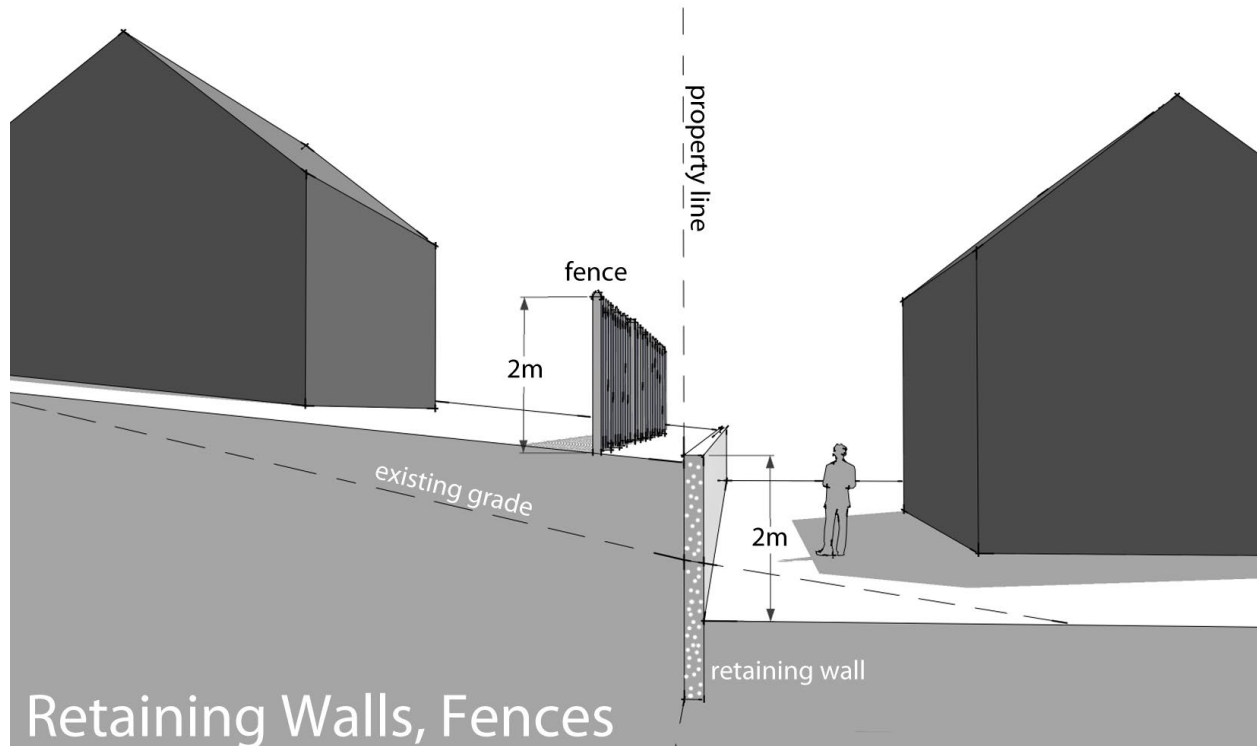 property line
fence
2m
existing grade
2m
retaining wall
Retaining Walls, Fences